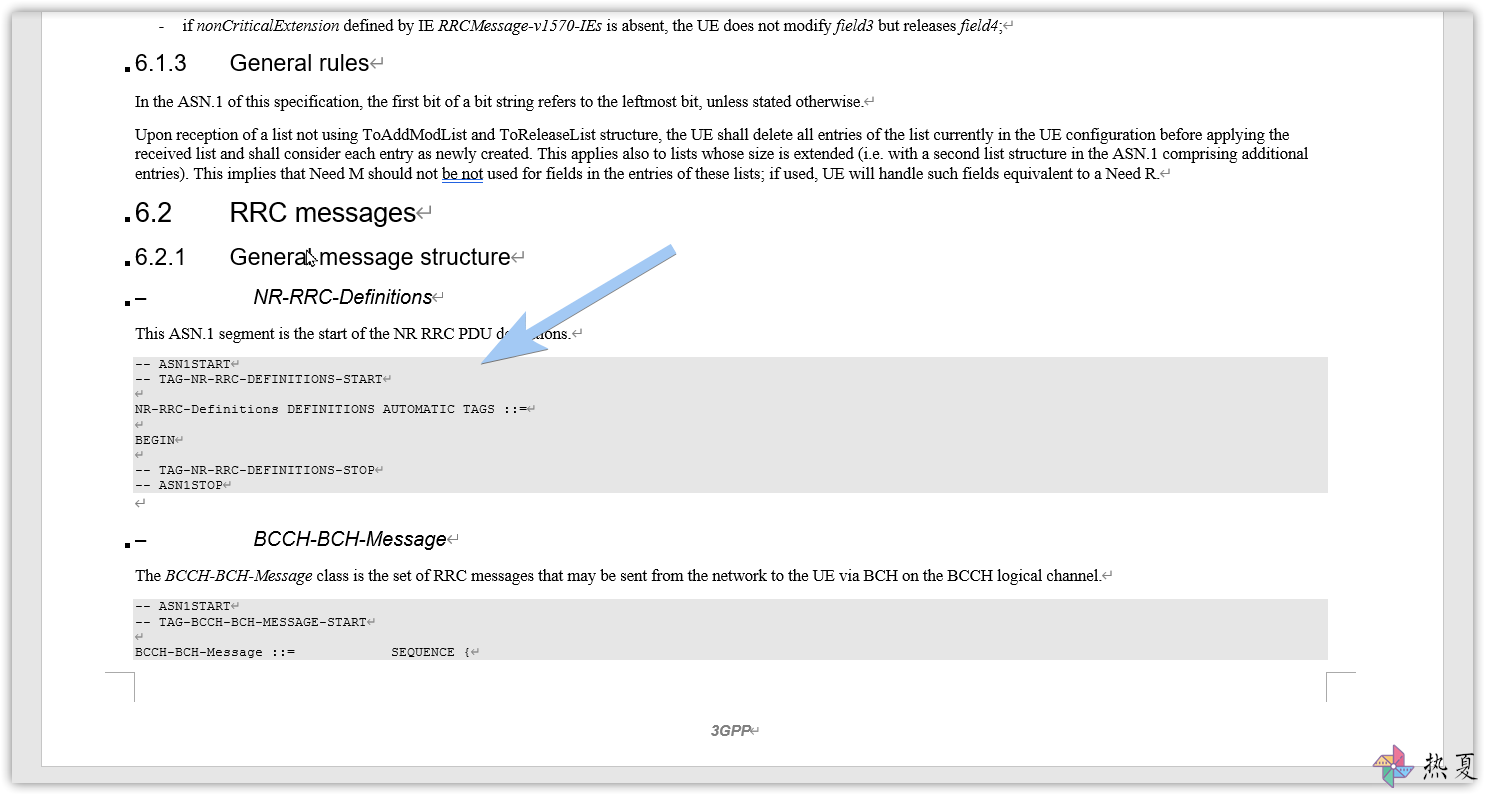 - if nonCriticalExtension defined by IE RRCMessage-v1570-IEs is absent, the UE does not modify field3 but releases field4;
6.1.3 General rules
In the ASN.1 of this specification, the first bit of a bit string refers to the leftmost bit, unless stated otherwise.
Upon reception of a list not using ToAddModList and ToReleaseList structure, the UE shall delete all entries of the list currently in the UE configuration before applying the
received list and shall consider each entry as newly created. This applies also to lists whose size is extended (i.e. with a second list structure in the ASN.1 comprising additional
entries). This implies that Need M should not be not used for fields in the entries of these lists; if used, UE will handle such fields equivalent to a Need R.
6.2 RRC messages
6.2.1 General message structure
– NR-RRC-Definitions
This ASN.1 segment is the start of the NR RRC PDU
-- ASN1START
-- TAG-NR-RRC-DEFINITIONS-START
NR-RRC-Definitions DEFINITIONS AUTOMATIC TAGS ::=
BEGIN
-- TAG-NR-RRC-DEFINITIONS-STOP
-- ASN1STOP
– BCCH-BCH-Message
The BCCH-BCH-Message class is the set of RRC messages that may be sent from the network to the UE via BCH on the BCCH logical channel.
-- ASN1START
-- TAG-BCCH-BCH-MESSAGE-START
BCCH-BCH-Message ::= SEQUENCE {
3GPP
热夏